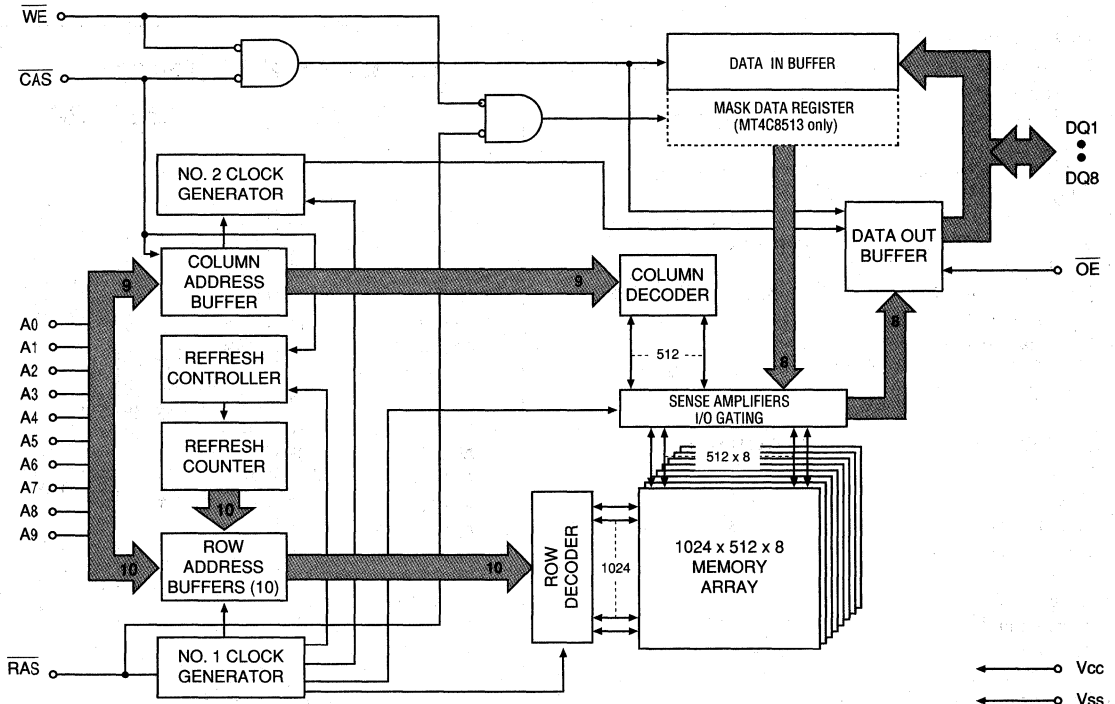 WE
CAS
DATA IN BUFFER
MASK DATA REGISTER
(MT4C8513 only)
DQ1
DQ8
NO. 2 CLOCK
GENERATOR
COLUMN
ADDRESS
BUFFER
9
9
COLUMN
DECODER
DATA OUT
BUFFER
OE
A0
A1
A2
A3
A4
A5
A6
A7
A8
A9
REFRESH
CONTROLLER
512
8
8
SENSE AMPLIFIERS
I/O GATING
REFRESH
COUNTER
512 x 8
10
10
ROW
ADDRESS
BUFFERS (10)
10
ROW
DECODER
1024
1024 x 512 x 8
MEMORY
ARRAY
RAS
NO. 1 CLOCK
GENERATOR
Vcc
Vss